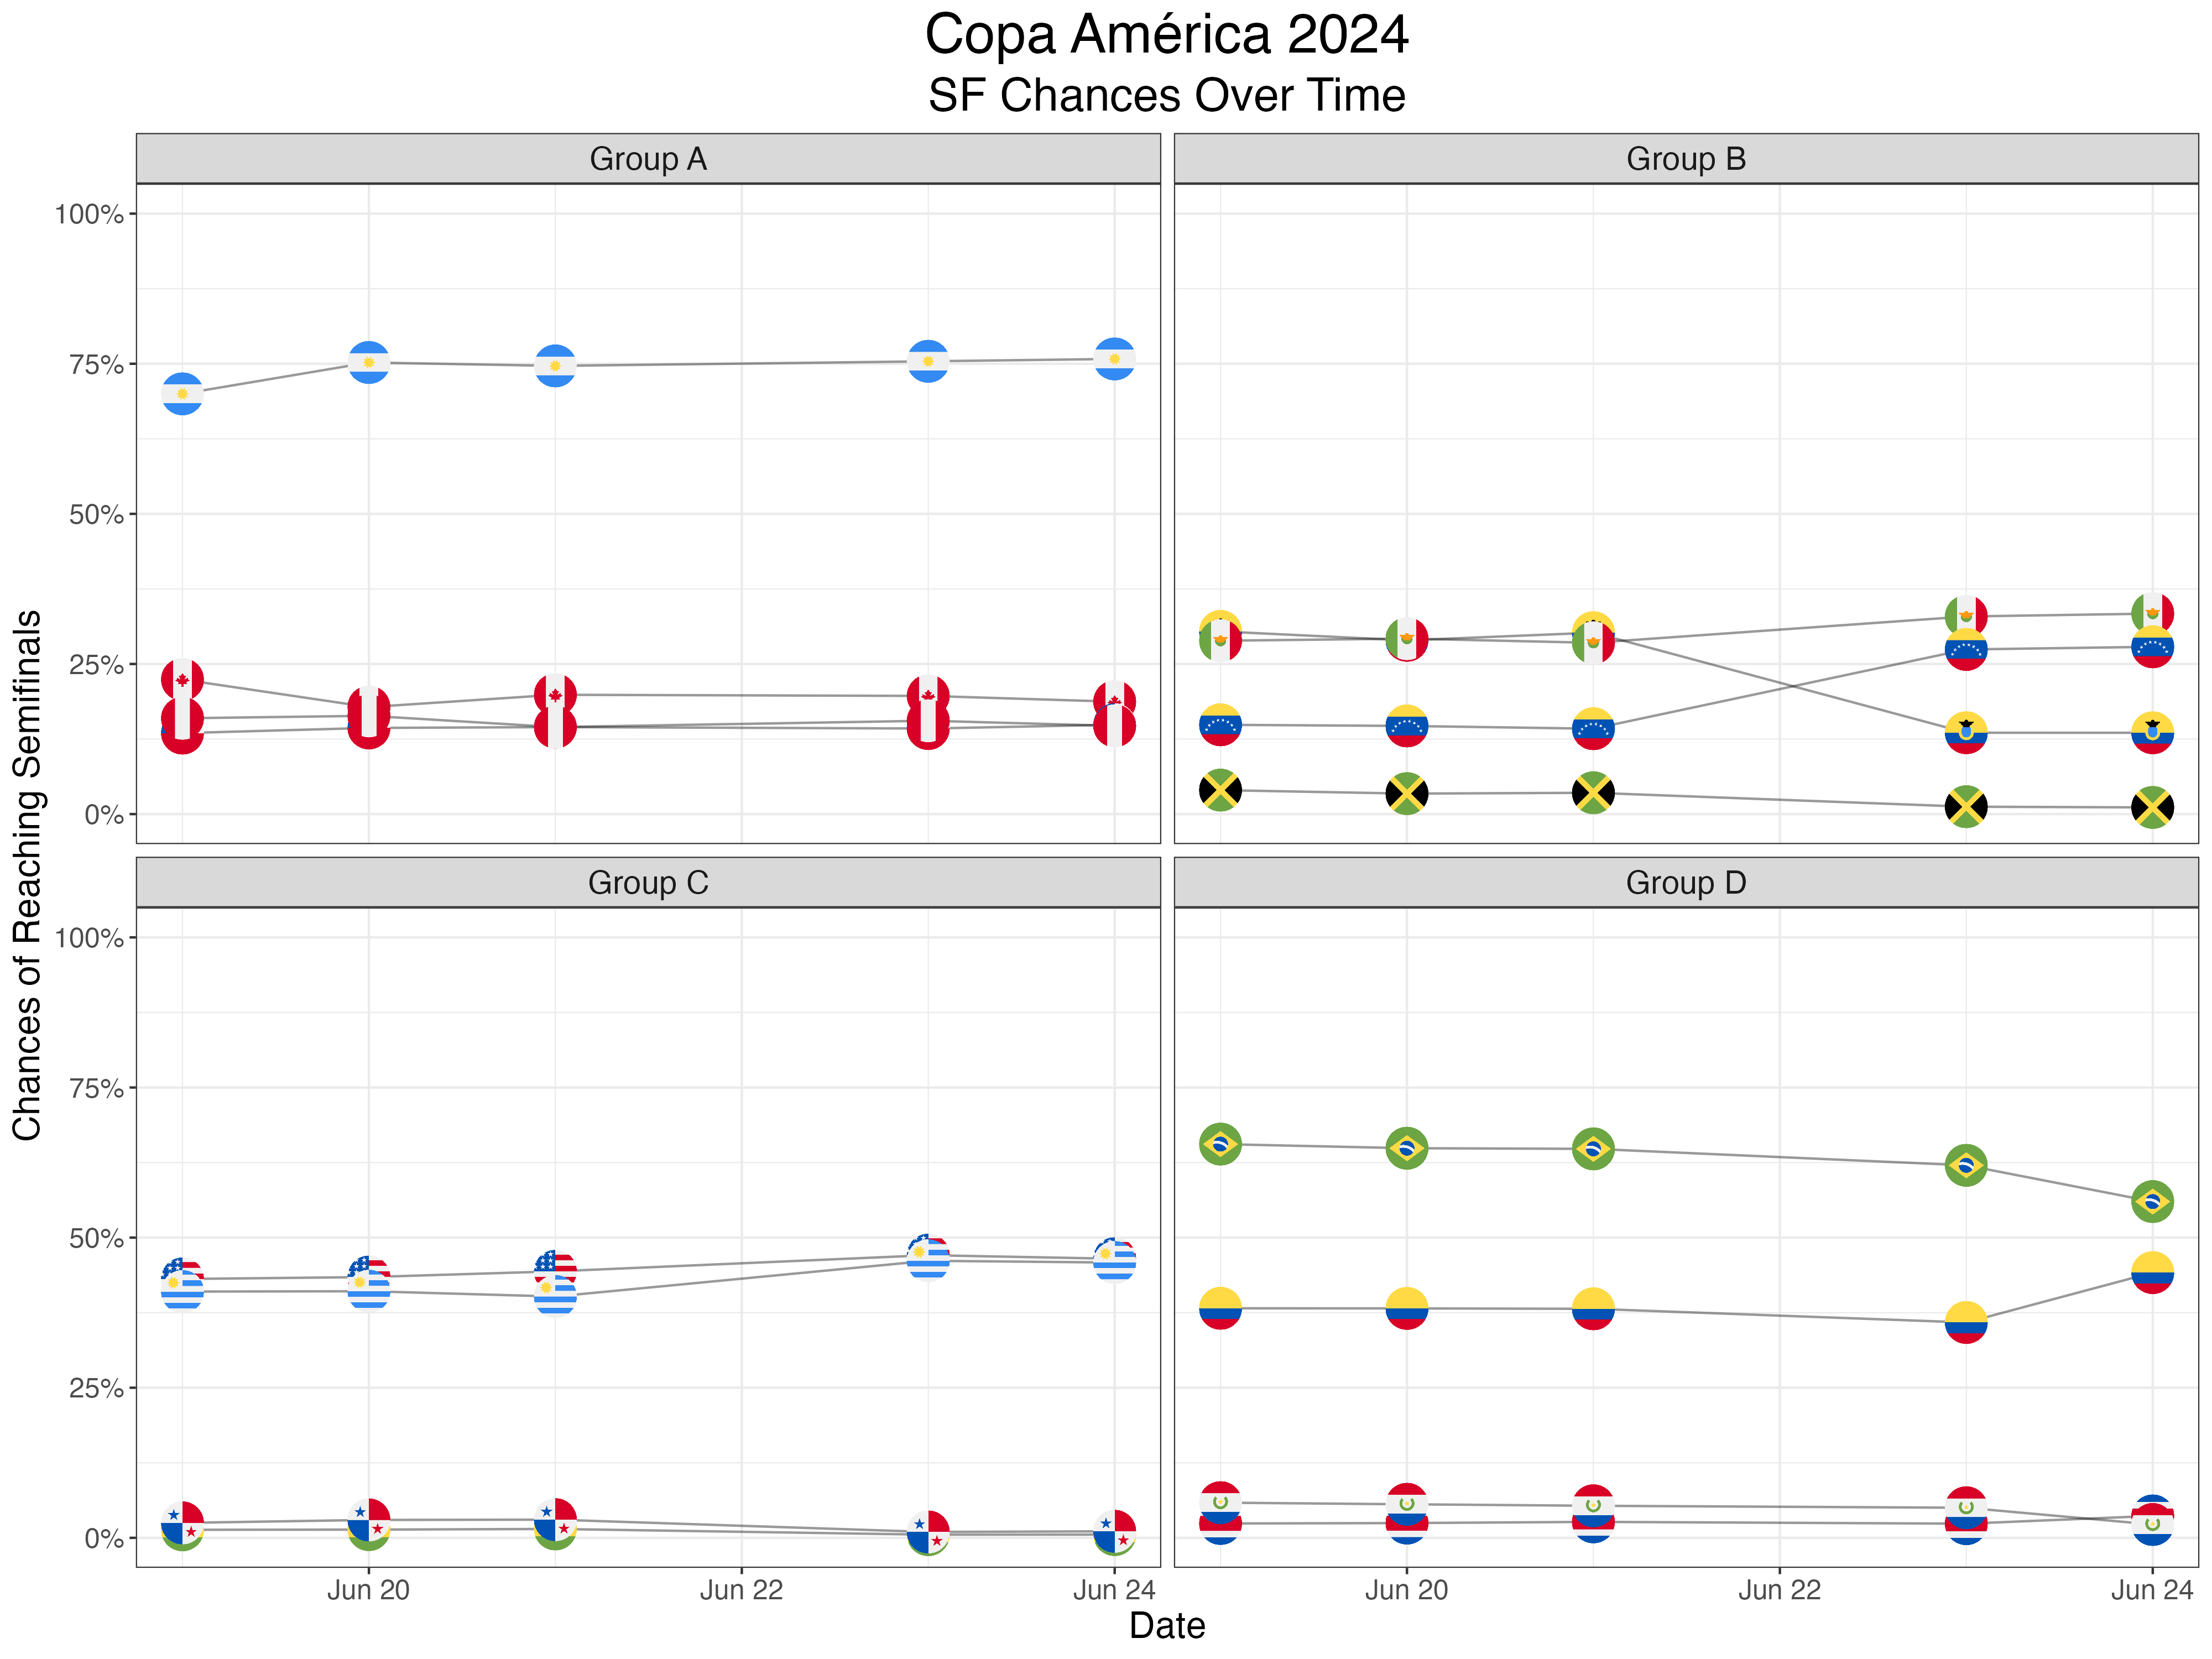 Copa América 2024
SF Chances Over Time
Group A
Group B
100%
75%
50%
25%
0%
Group C
Group D
100%
75%
50%
25%
0%
Jun 20
Jun 22
Jun 24
Jun 20
Jun 22
Jun 24
Date
Chances of Reaching Semifinals